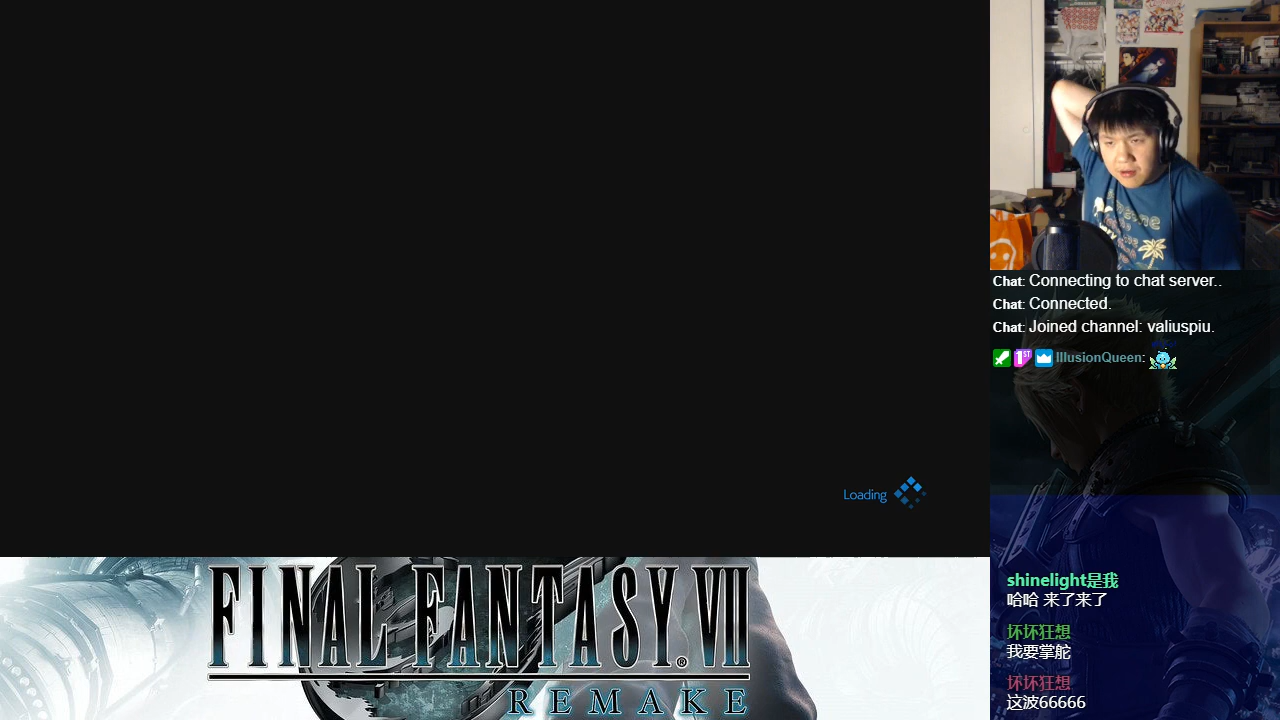 Chat: Connecting to chat server..
Chat: Connected.
Chat: Joined channel: valiuspiu.
1ST IllusionQueen:
Loading
shinelight是我
哈哈 来了来了
坏坏狂想
我要掌舵
坏坏狂想
这波66666
FINAL FANTASY. VII
REMAKE